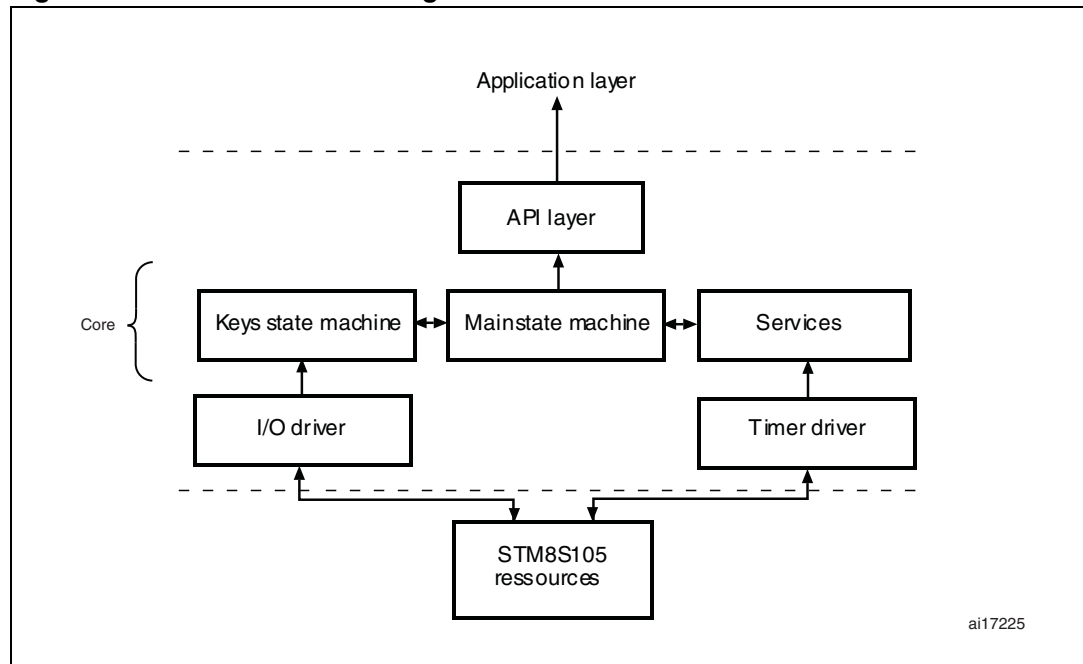 Application layer
API layer
Core
Keys state machine
Mainstate machine
Services
I/O driver
Timer driver
STM8S105
ressources
ai17225